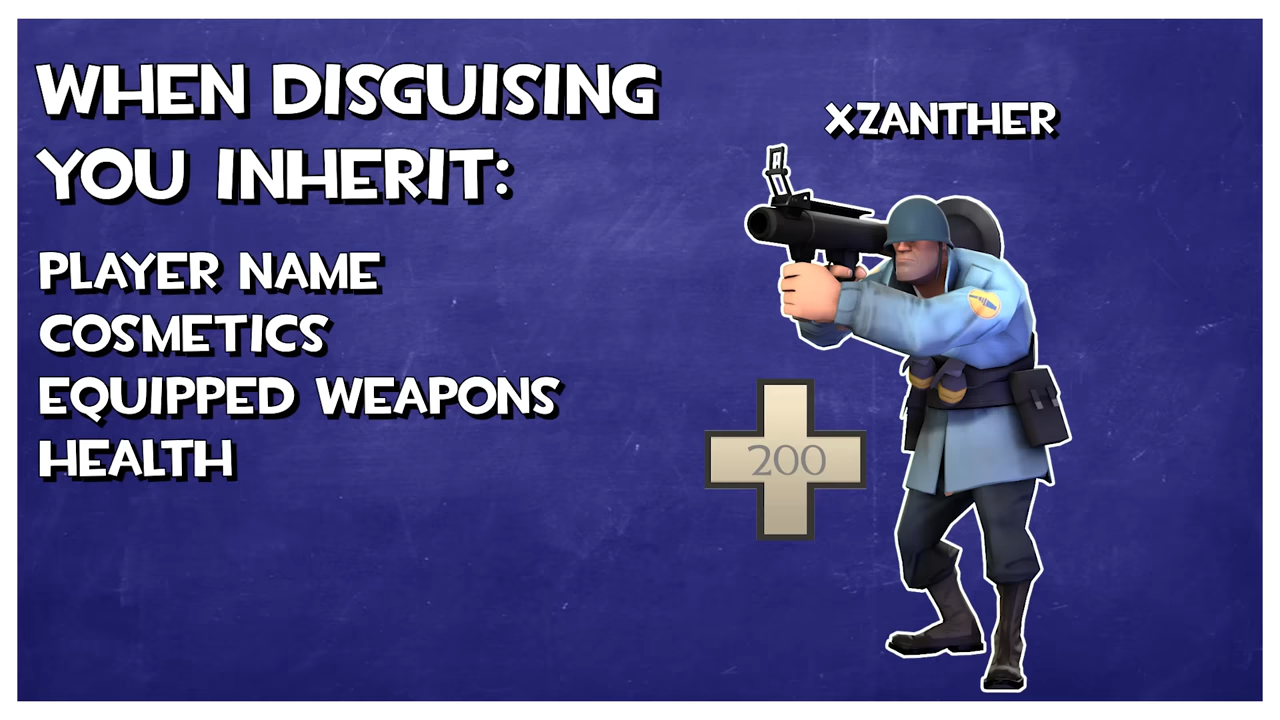 WHEN DISGUISING
YOU INHERIT:
PLAYER NAME
COSMETICS
EQUIPPED WEAPONS
HEALTH
XZANTHER
200